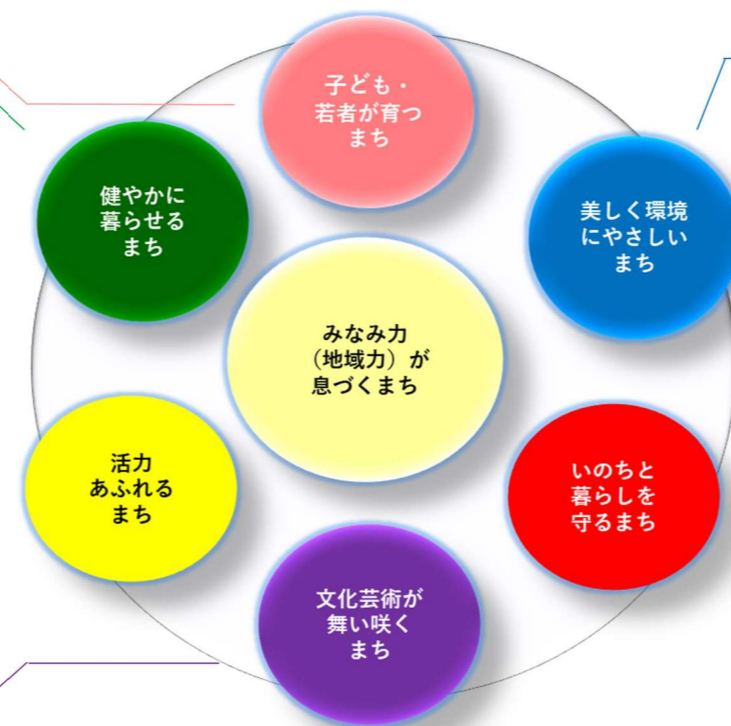 子ども・
若者が育つ
まち
健やかに
暮らせる
まち
美しく環境
にやさしい
まち
みなみ力
（地域力）が
息づくまち
活力
あふれる
まち
いのちと
暮らしを
守るまち
文化芸術が
舞い咲く
まち